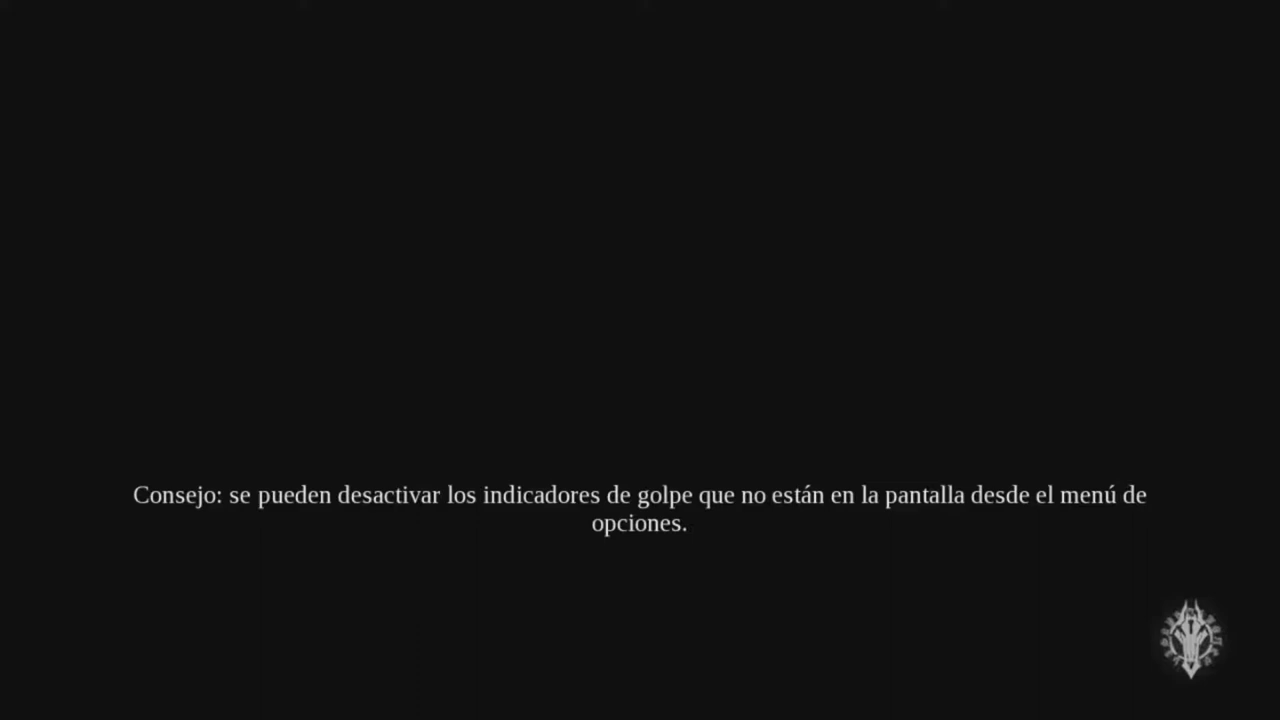 Consejo: se pueden desactivar los indicadores de golpe que no están en la pantalla desde el menú de
opciones.